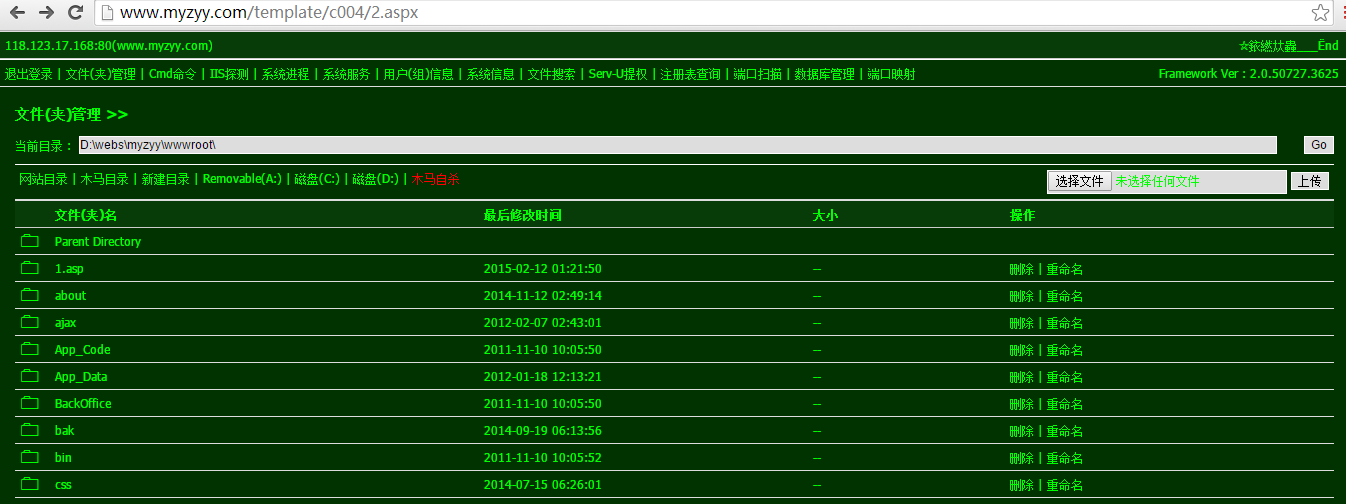 www.myzyy.com/template/c004/2.aspx
118.123.17.168:80(www.myzyy.com)
End
退出登录 | 文件(夹)管理 | Cmd命令 | IIS探测 | 系统进程 | 系统服务 | 用户(组)信息 | 系统信息 | 文件搜索 | Serv-U提权 | 注册表查询 | 端口扫描 | 数据库管理 | 端口映射 Framework Ver : 2.0.50727.3625
文件(夹)管理 >>
当前目录 : D:\webs\myzyy\wwwroot\ Go
网站目录 | 木马目录 | 新建目录 | Removable(A:) | 磁盘(C:) | 磁盘(D:) | 木马自杀 选择文件 未选择任何文件 上传
文件(夹)名 最后修改时间 大小 操作
Parent Directory
1.asp 2015-02-12 01:21:50 -- 删除 | 重命名
about 2014-11-12 02:49:14 -- 删除 | 重命名
ajax 2012-02-07 02:43:01 -- 删除 | 重命名
App_Code 2011-11-10 10:05:50 -- 删除 | 重命名
App_Data 2012-01-18 12:13:21 -- 删除 | 重命名
BackOffice 2011-11-10 10:05:50 -- 删除 | 重命名
bak 2014-09-19 06:13:56 -- 删除 | 重命名
bin 2011-11-10 10:05:52 -- 删除 | 重命名
css 2014-07-15 06:26:01 -- 删除 | 重命名